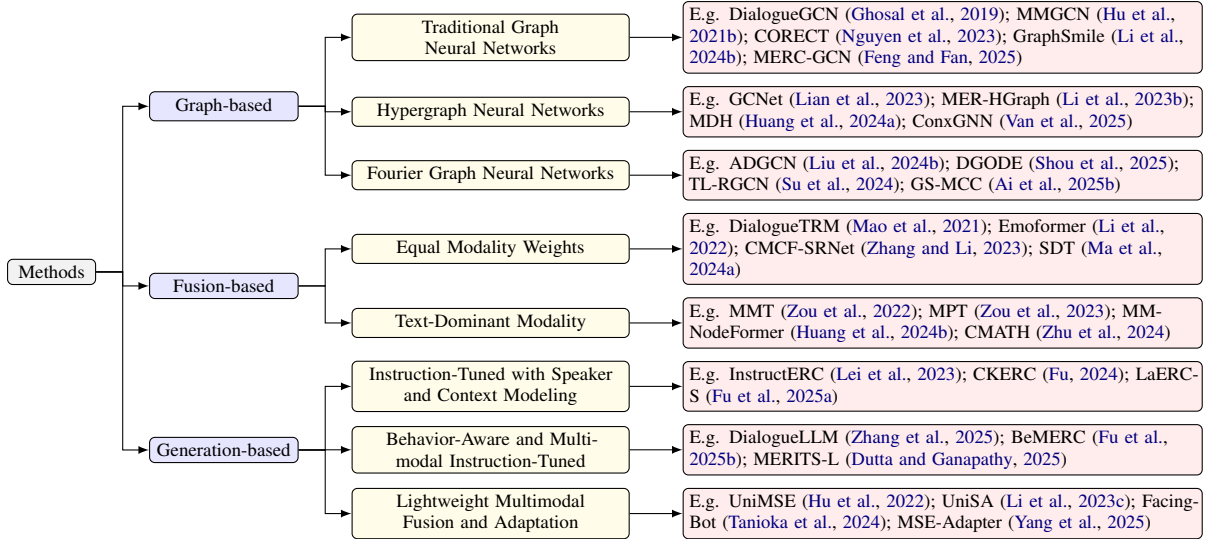 Methods
Graph-based
Traditional Graph
Neural Networks
E.g. DialogueGCN (Ghosal et al., 2019); MMGCN (Hu et al.,
2021b); CORECT (Nguyen et al., 2023); GraphSmile (Li et al.,
2024b); MERC-GCN (Feng and Fan, 2025)
Hypergraph Neural Networks
E.g. GCNet (Lian et al., 2023); MER-HGraph (Li et al., 2023b);
MDH (Huang et al., 2024a); ConxGNN (Van et al., 2025)
Fourier Graph Neural Networks
E.g. ADGCN (Liu et al., 2024b); DGODE (Shou et al., 2025);
TL-RGCN (Su et al., 2024); GS-MCC (Ai et al., 2025b)
Fusion-based
Equal Modality Weights
E.g. DialogueTRM (Mao et al., 2021); Emoformer (Li et al.,
2022); CMCF-SRNet (Zhang and Li, 2023); SDT (Ma et al.,
2024a)
Text-Dominant Modality
E.g. MMT (Zou et al., 2022); MPT (Zou et al., 2023); MM-
NodeFormer (Huang et al., 2024b); CMATH (Zhu et al., 2024)
Generation-based
Instruction-Tuned with Speaker
and Context Modeling
E.g. InstructERC (Lei et al., 2023); CKERC (Fu, 2024); LaERC-
S (Fu et al., 2025a)
Behavior-Aware and Multi-
modal Instruction-Tuned
E.g. DialogueLLM (Zhang et al., 2025); BeMERC (Fu et al.,
2025b); MERITS-L (Dutta and Ganapathy, 2025)
Lightweight Multimodal
Fusion and Adaptation
E.g. UniMSE (Hu et al., 2022); UniSA (Li et al., 2023c); Facing-
Bot (Tanioka et al., 2024); MSE-Adapter (Yang et al., 2025)